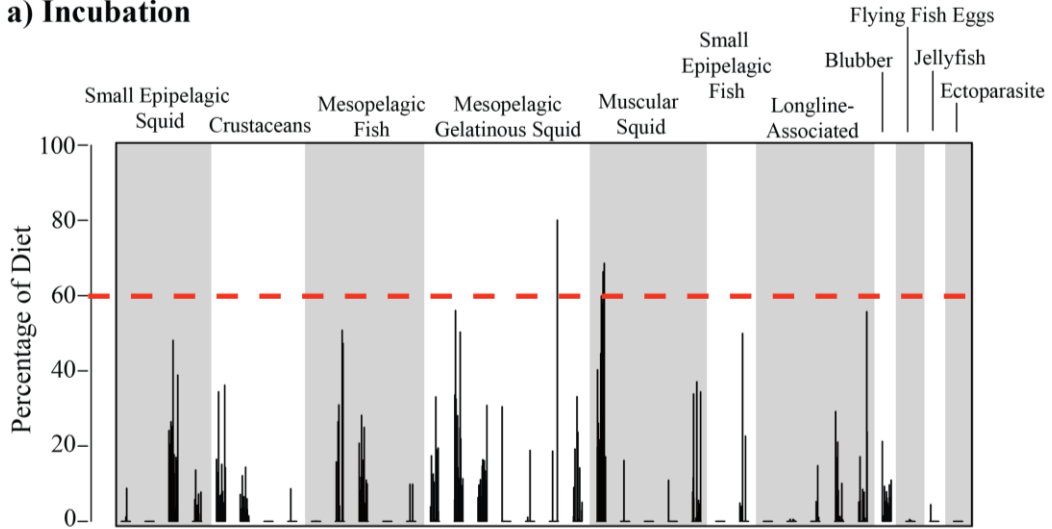 a) Incubation
Flying Fish Eggs
Small
Epipelagic
Fish
Blubber
Jellyfish
Small Epipelagic
Squid
Crustaceans
Mesopelagic
Fish
Mesopelagic
Gelatinous Squid
Muscular
Squid
Longline-
Associated
Ectoparasite
Percentage of Diet
100
80
60
40
20
0